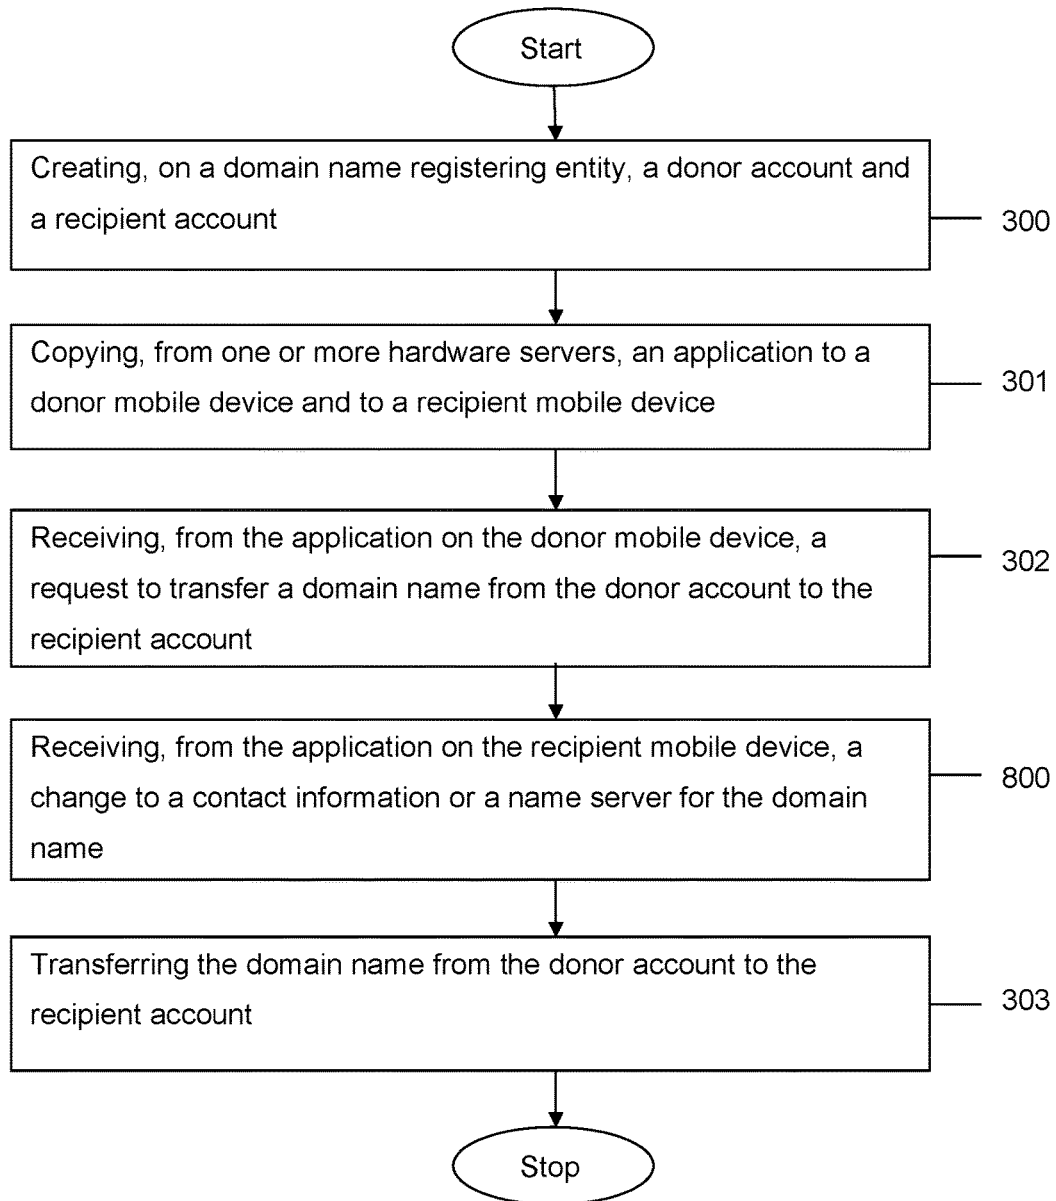 Start
Creating, on a domain name registering entity, a donor account and
a recipient account
300
Copying, from one or more hardware servers, an application to a
donor mobile device and to a recipient mobile device
301
Receiving, from the application on the donor mobile device, a
request to transfer a domain name from the donor account to the
recipient account
302
Receiving, from the application on the recipient mobile device, a
change to a contact information or a name server for the domain
name
800
Transferring the domain name from the donor account to the
recipient account
303
Stop